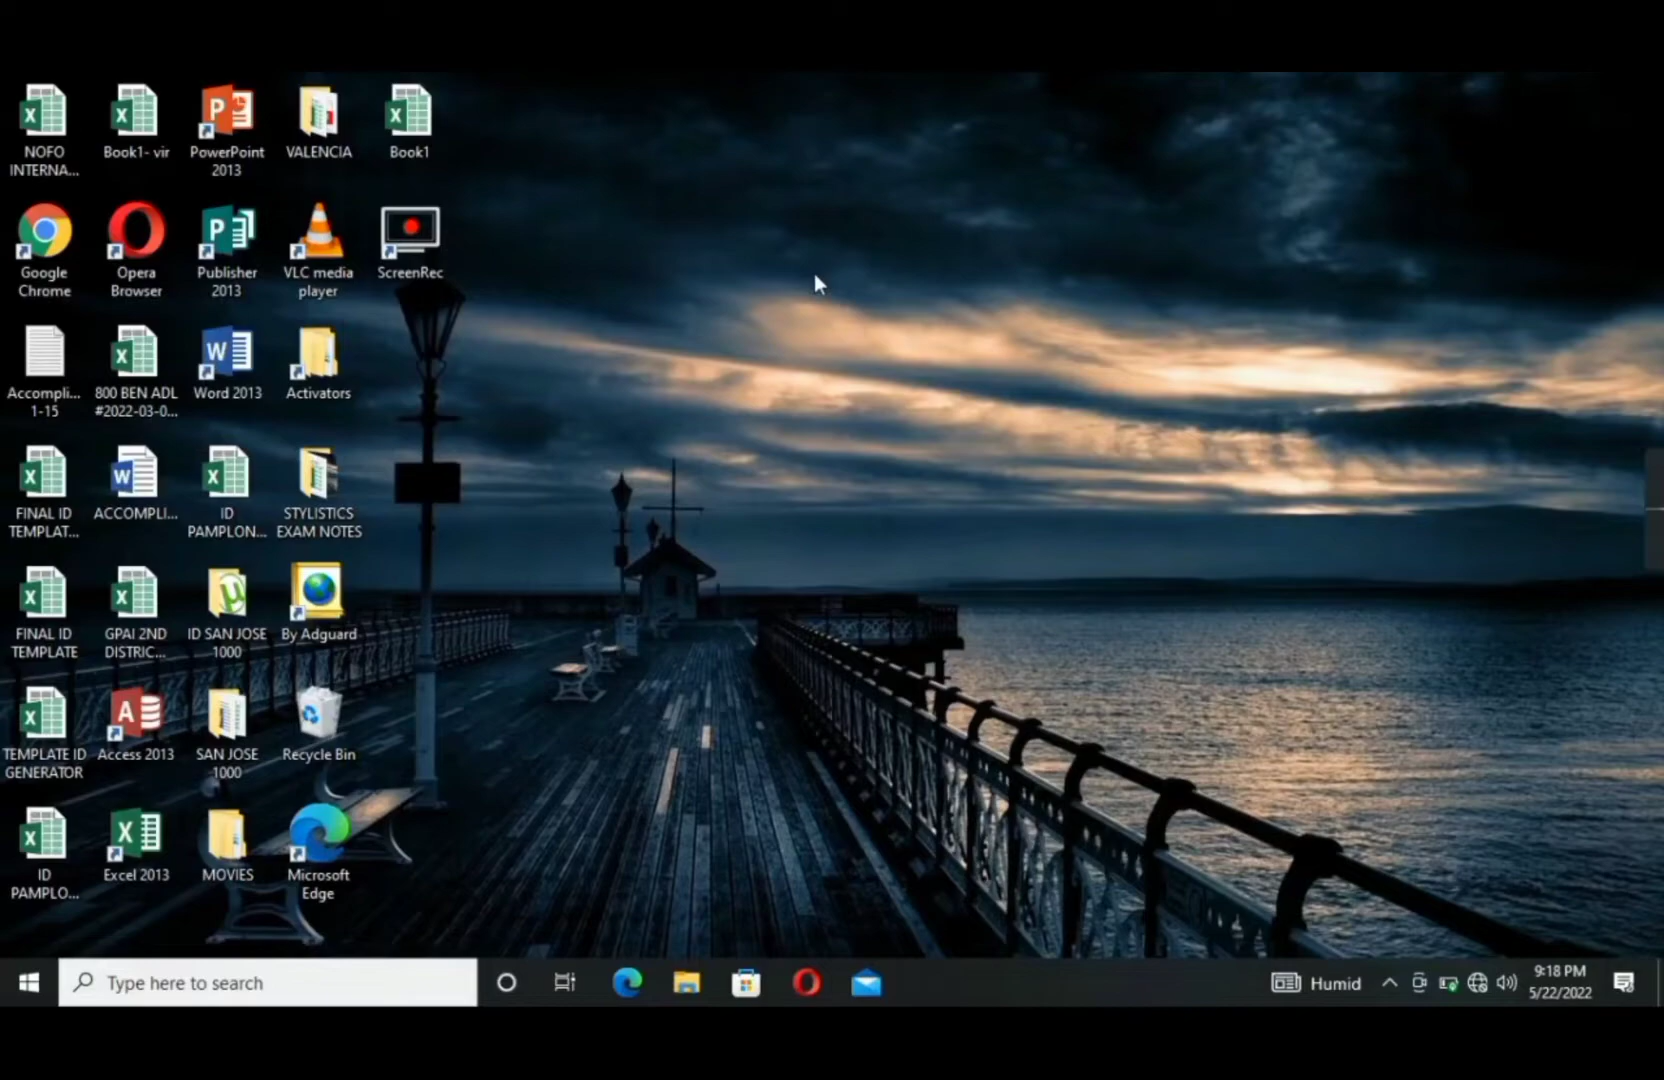 NOFO
INTERNA...
Book1- vir
PowerPoint
2013
VALENCIA
Book1
Google
Chrome
Opera
Browser
Publisher
2013
VLC media
player
ScreenRec
Accompli...
1-15
800 BEN ADL
#2022-03-0...
Word 2013
Activators
FINAL ID
TEMPLAT...
ACCOMPLI...
ID
PAMPLON...
STYLISTICS
EXAM NOTES
FINAL ID
TEMPLATE
GPAI 2ND
DISTRIC...
ID SAN JOSE
1000
By Adguard
TEMPLATE ID
GENERATOR
Access 2013
SAN JOSE
1000
Recycle Bin
ID
PAMPLO...
Excel 2013
MOVIES
Microsoft
Edge
Type here to search
Humid
9:18 PM
5/22/2022